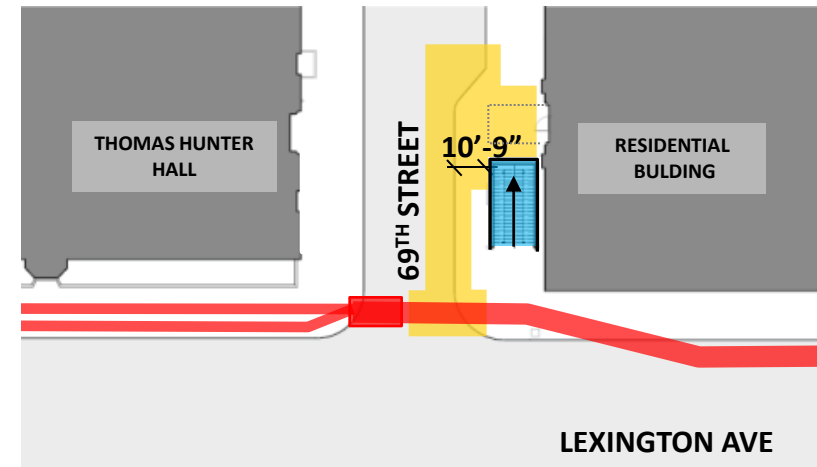 THOMAS HUNTER
HALL
69TH STREET
10’-9”
RESIDENTIAL
BULDING
LEXINGTON AVE